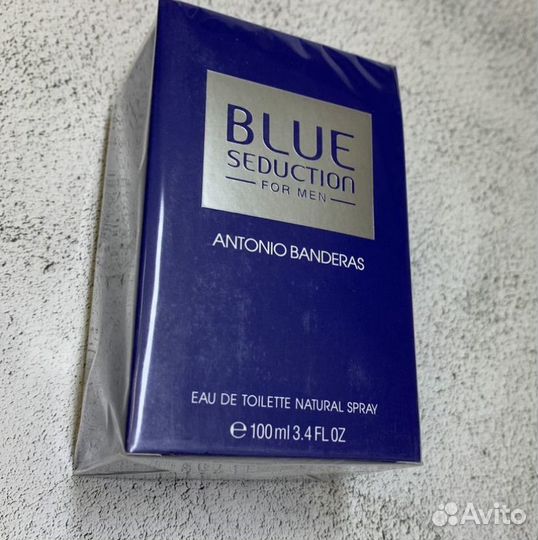 BLUE
SEDUCTION
FOR MEN
ANTONIO BANDERAS
EAU DE TOILETTE NATURAL SPRAY
℮ 100 ml 3.4 FL OZ
Avito